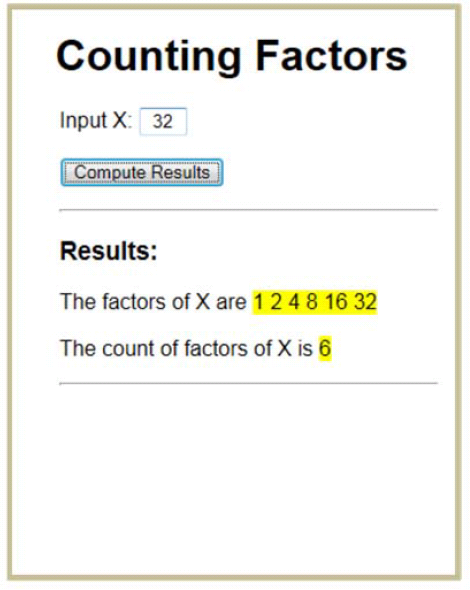 Counting Factors
Input X: 32
Compute Results
Results:
The factors of X are 1 2 4 8 16 32
The count of factors of X is 6